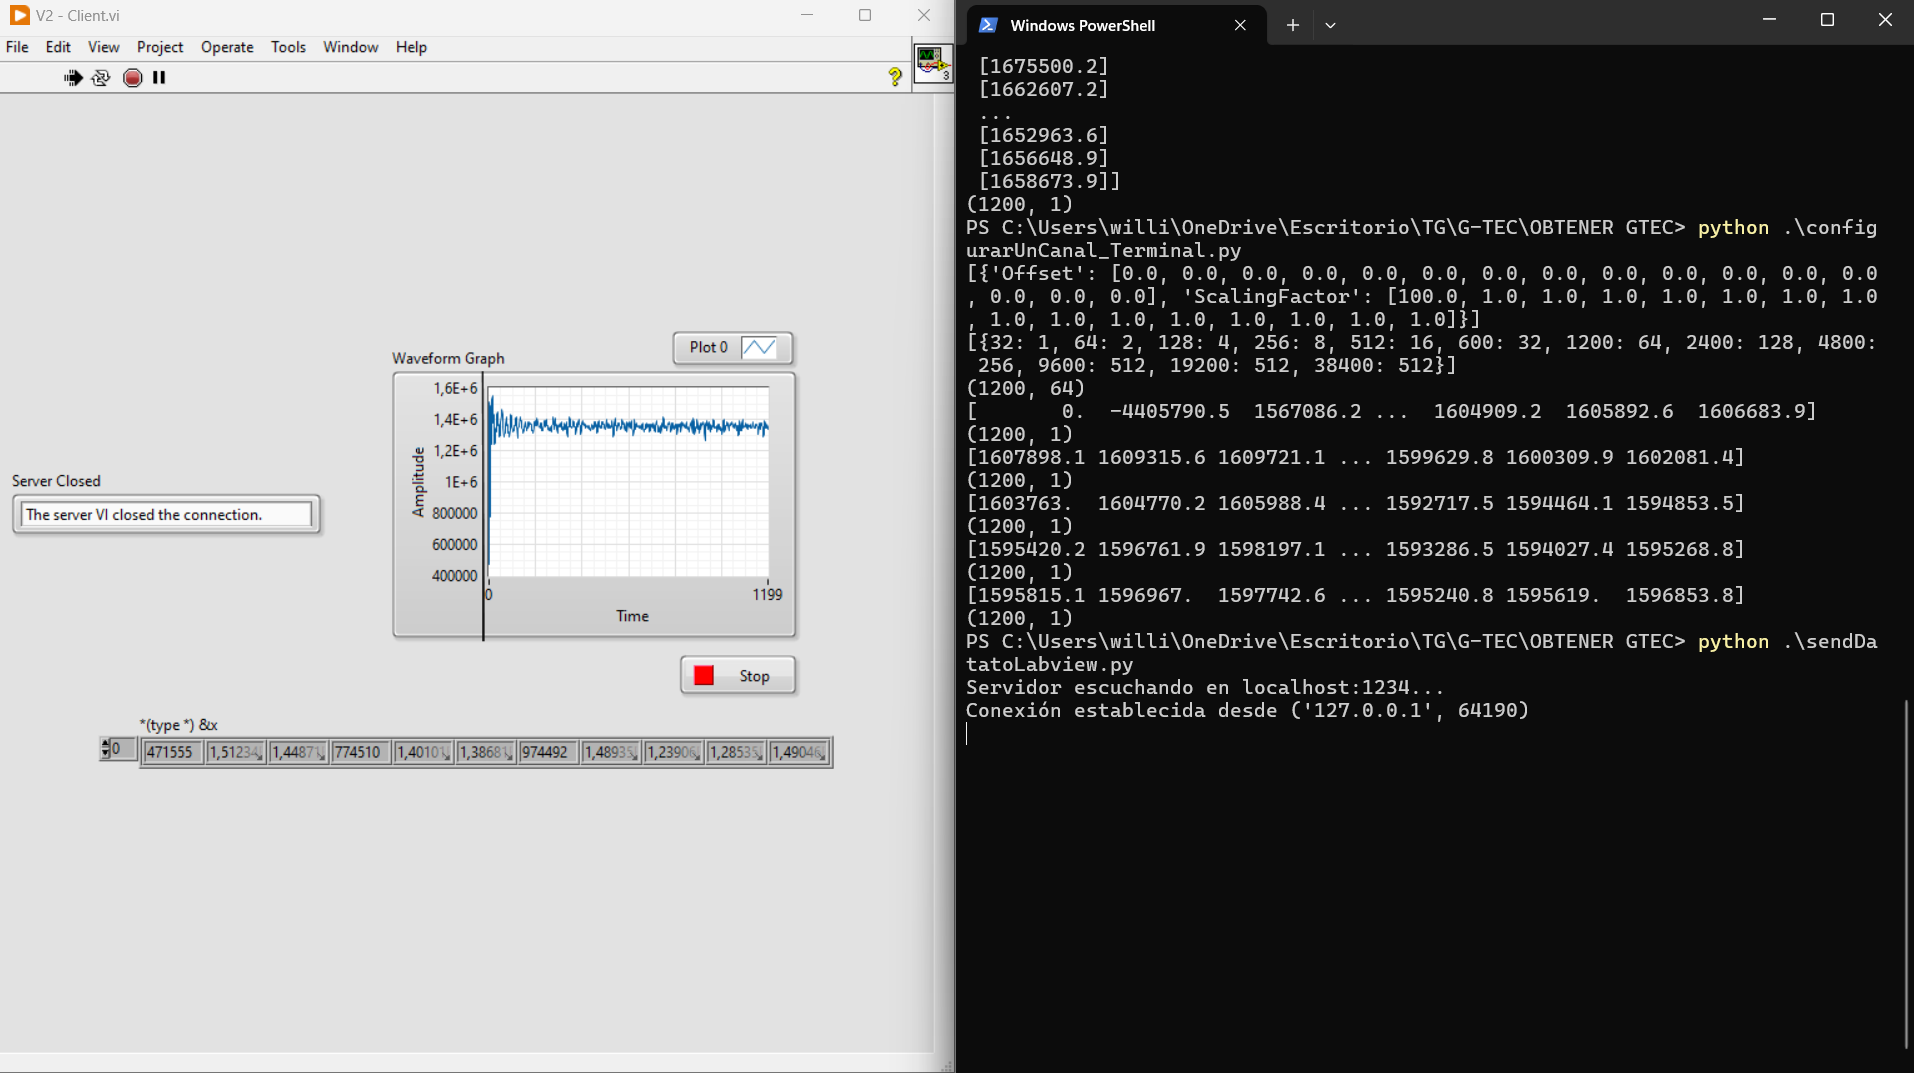 V2 - Client.vi
File Edit View Project Operate Tools Window Help
3
Plot 0
Waveform Graph
1,6E+6
1,4E+6
1,2E+6
1E+6
800000
600000
400000
Amplitude
0
1199
Time
Server Closed
The server VI closed the connection.
Stop
*(type *) &x
0 471555 1,51234 1,44871 774510 1,40101 1,38681 974492 1,48935 1,23906 1,28535 1,49046
Windows PowerShell
[1675500.2]
[1662607.2]
...
[1652963.6]
[1656648.9]
[1658673.9]]
(1200, 1)
PS C:\Users\willi\OneDrive\Escritorio\TG\G-TEC\OBTENER GTEC> python .\config
urarUnCanal_Terminal.py
[{'Offset': [0.0, 0.0, 0.0, 0.0, 0.0, 0.0, 0.0, 0.0, 0.0, 0.0, 0.0, 0.0, 0.0
, 0.0, 0.0, 0.0], 'ScalingFactor': [100.0, 1.0, 1.0, 1.0, 1.0, 1.0, 1.0, 1.0
, 1.0, 1.0, 1.0, 1.0, 1.0, 1.0, 1.0, 1.0]}]
[{32: 1, 64: 2, 128: 4, 256: 8, 512: 16, 600: 32, 1200: 64, 2400: 128, 4800:
256, 9600: 512, 19200: 512, 38400: 512}]
(1200, 64)
[ 0. -4405790.5 1567086.2 ... 1604909.2 1605892.6 1606683.9]
(1200, 1)
[1607898.1 1609315.6 1609721.1 ... 1599629.8 1600309.9 1602081.4]
(1200, 1)
[1603763. 1604770.2 1605988.4 ... 1592717.5 1594464.1 1594853.5]
(1200, 1)
[1595420.2 1596761.9 1598197.1 ... 1593286.5 1594027.4 1595268.8]
(1200, 1)
[1595815.1 1596967. 1597742.6 ... 1595240.8 1595619. 1596853.8]
(1200, 1)
PS C:\Users\willi\OneDrive\Escritorio\TG\G-TEC\OBTENER GTEC> python .\sendDa
tatoLabview.py
Servidor escuchando en localhost:1234...
Conexión establecida desde ('127.0.0.1', 64190)